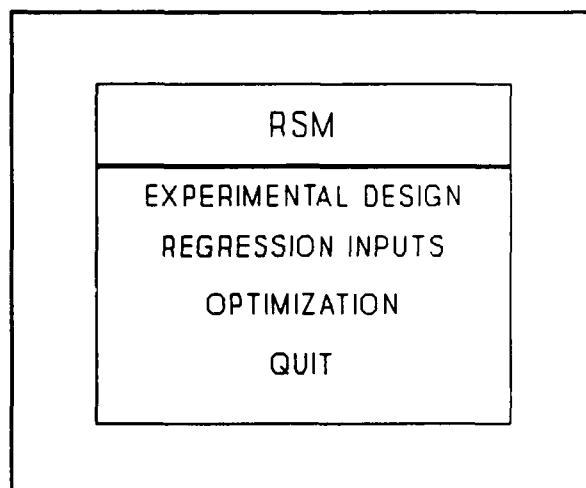 RSM
EXPERIMENTAL DESIGN
REGRESSION INPUTS
OPTIMIZATION
QUIT